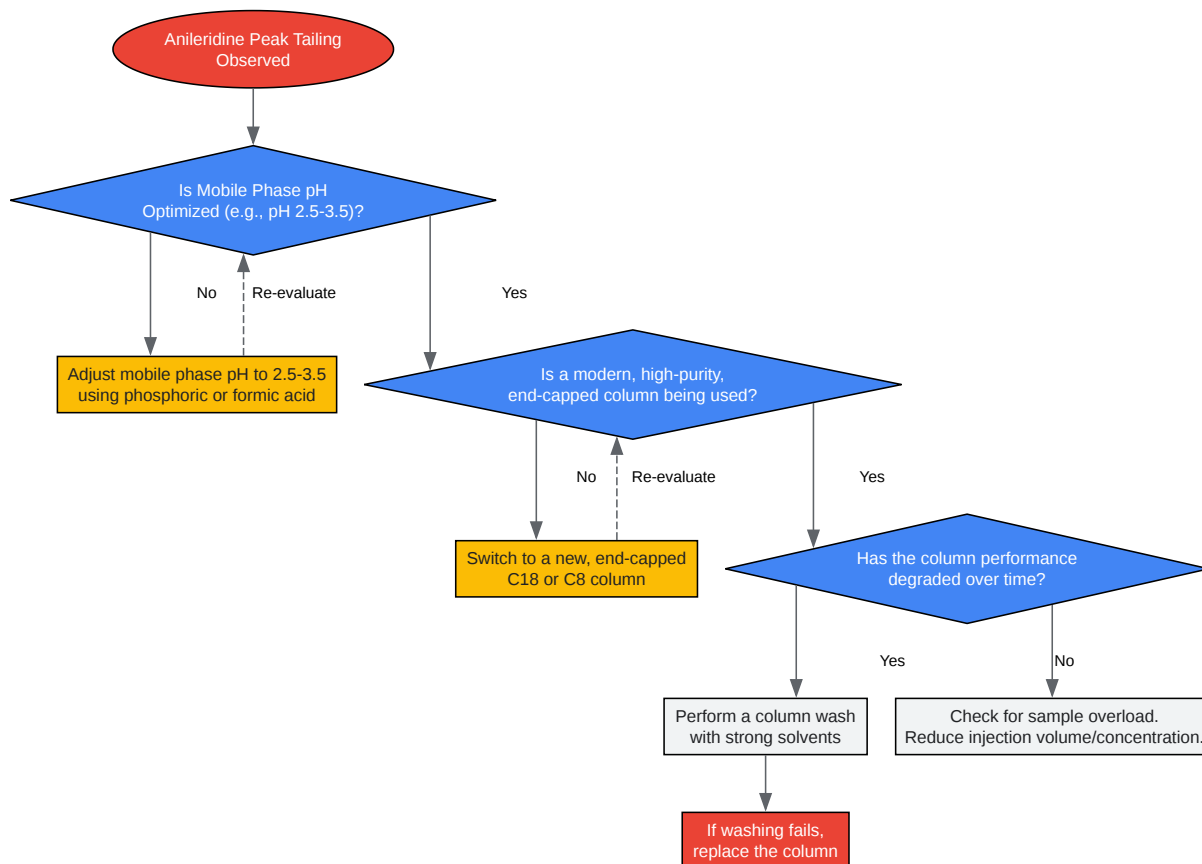 Anileridine Peak Tailing
Observed
Is Mobile Phase pH
Optimized (e.g., pH 2.5-3.5)?
No
Re-evaluate
Yes
Adjust mobile phase pH to 2.5-3.5
using phosphoric or formic acid
Is a modern, high-purity,
end-capped column being used?
No
Re-evaluate
Yes
Switch to a new, end-capped
C18 or C8 column
Has the column performance
degraded over time?
Yes
No
Perform a column wash
with strong solvents
Check for sample overload.
Reduce injection volume/concentration.
If washing fails,
replace the column